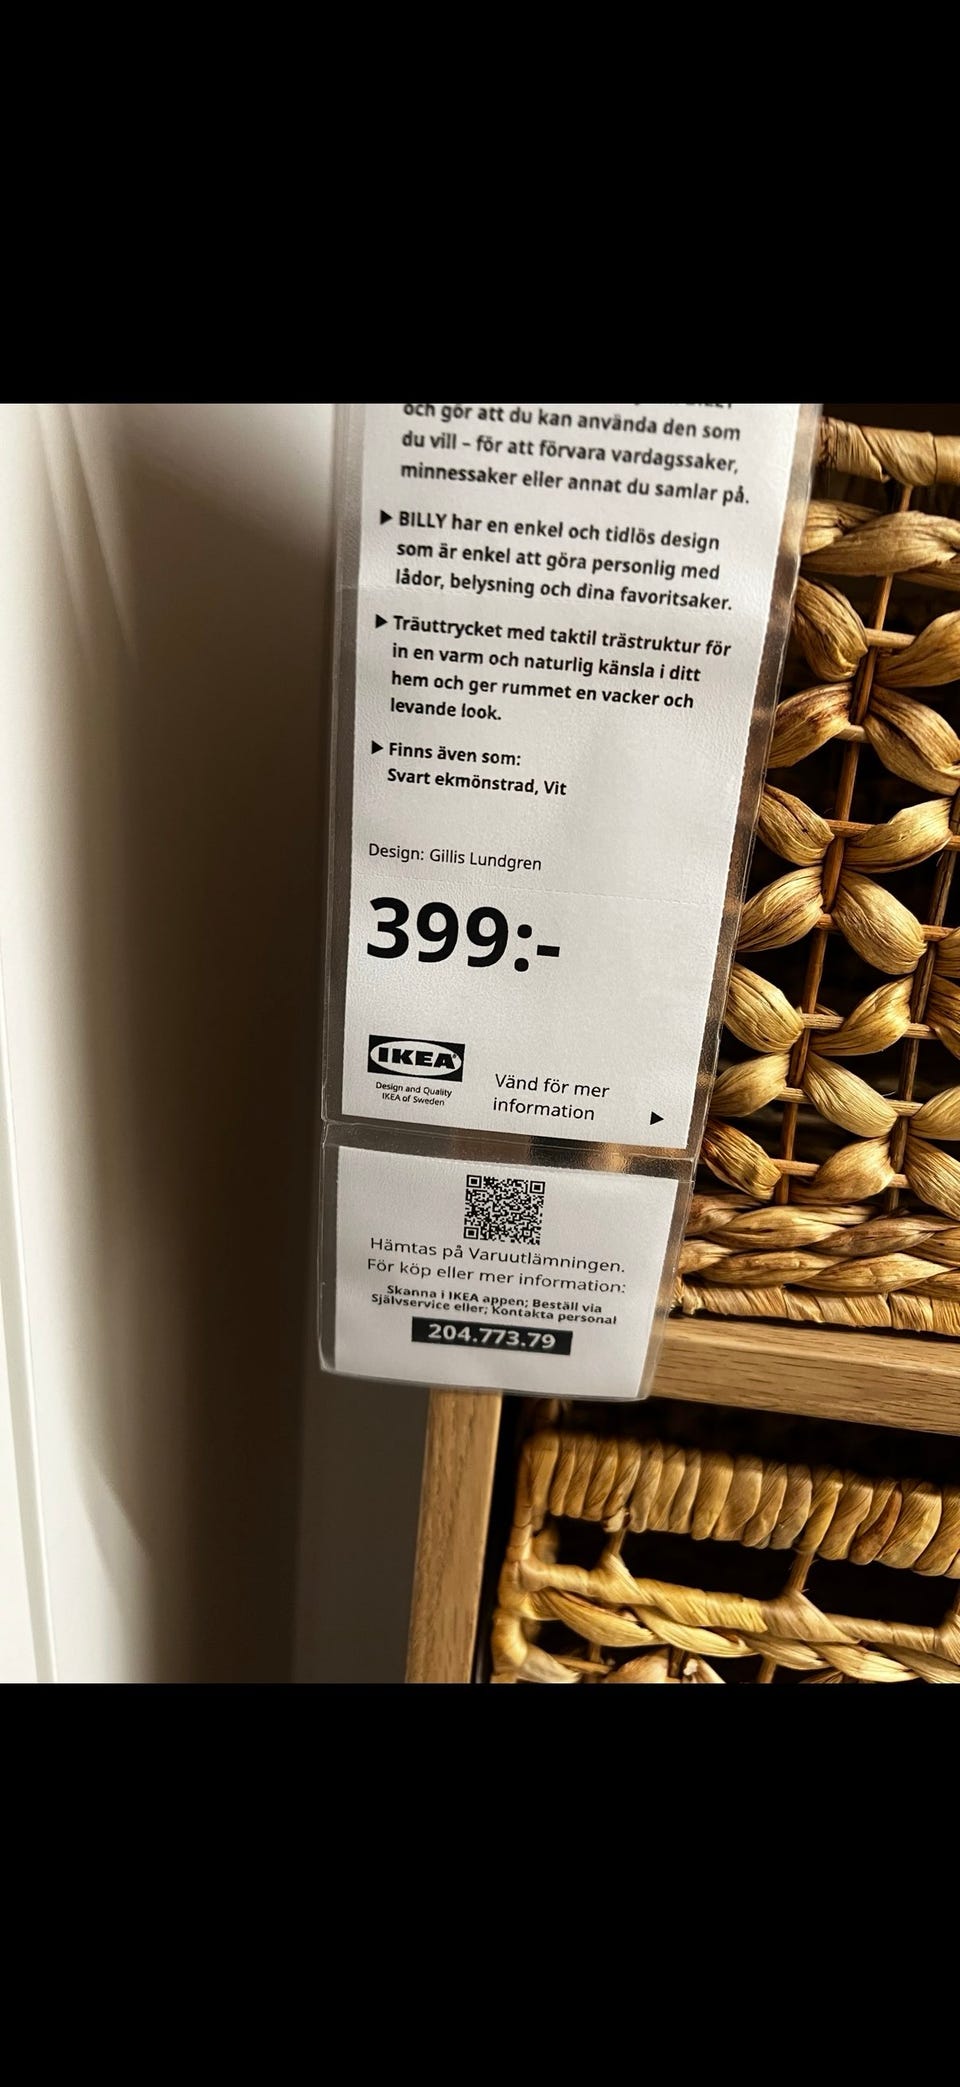 och gör att du kan använda den som
du vill – för att förvara vardagssaker,
minnessaker eller annat du samlar på.
▶ BILLY har en enkel och tidlös design
som är enkel att göra personlig med
lådor, belysning och dina favoritsaker.
▶ Träuttrycket med taktil trästruktur för
in en varm och naturlig känsla i ditt
hem och ger rummet en vacker och
levande look.
▶ Finns även som:
Svart ekmönstrad, Vit
Design: Gillis Lundgren
399:-
IKEA
Design and Quality
IKEA of Sweden
Vänd för mer
information ▶
Hämtas på Varuutlämningen.
För köp eller mer information:
Skanna i IKEA appen; Beställ via
Självservice eller; Kontakta personal
204.773.79